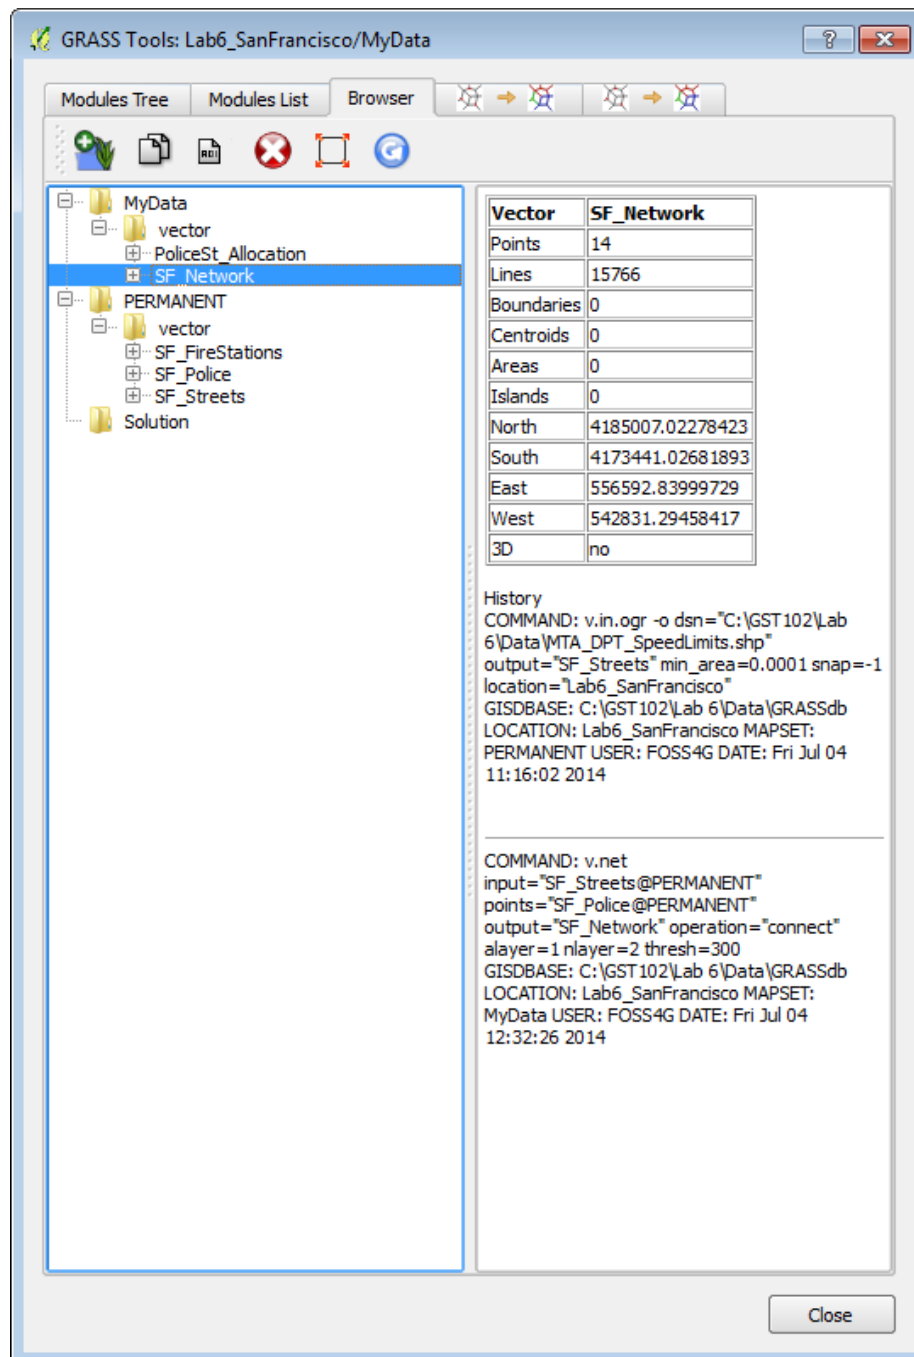 GRASS Tools: Lab6_SanFrancisco/MyData
Modules Tree Modules List Browser
MyData
vector
PoliceSt_Allocation
SF_Network
PERMANENT
vector
SF_FireStations
SF_Police
SF_Streets
Solution
Vector SF_Network
Points 14
Lines 15766
Boundaries 0
Centroids 0
Areas 0
Islands 0
North 4185007.02278423
South 4173441.02681893
East 556592.83999729
West 542831.29458417
3D no
History
COMMAND: v.in.ogr -o dsn="C:\GST102\Lab
6\Data\MTA_DPT_SpeedLimits.shp"
output="SF_Streets" min_area=0.0001 snap=-1
location="Lab6_SanFrancisco"
GISDBASE: C:\GST102\Lab 6\Data\GRASSdb
LOCATION: Lab6_SanFrancisco MAPSET:
PERMANENT USER: FOSS4G DATE: Fri Jul 04
11:16:02 2014
COMMAND: v.net
input="SF_Streets@PERMANENT"
points="SF_Police@PERMANENT"
output="SF_Network" operation="connect"
alayer=1 nlayer=2 thresh=300
GISDBASE: C:\GST102\Lab 6\Data\GRASSdb
LOCATION: Lab6_SanFrancisco MAPSET:
MyData USER: FOSS4G DATE: Fri Jul 04
12:32:26 2014
Close